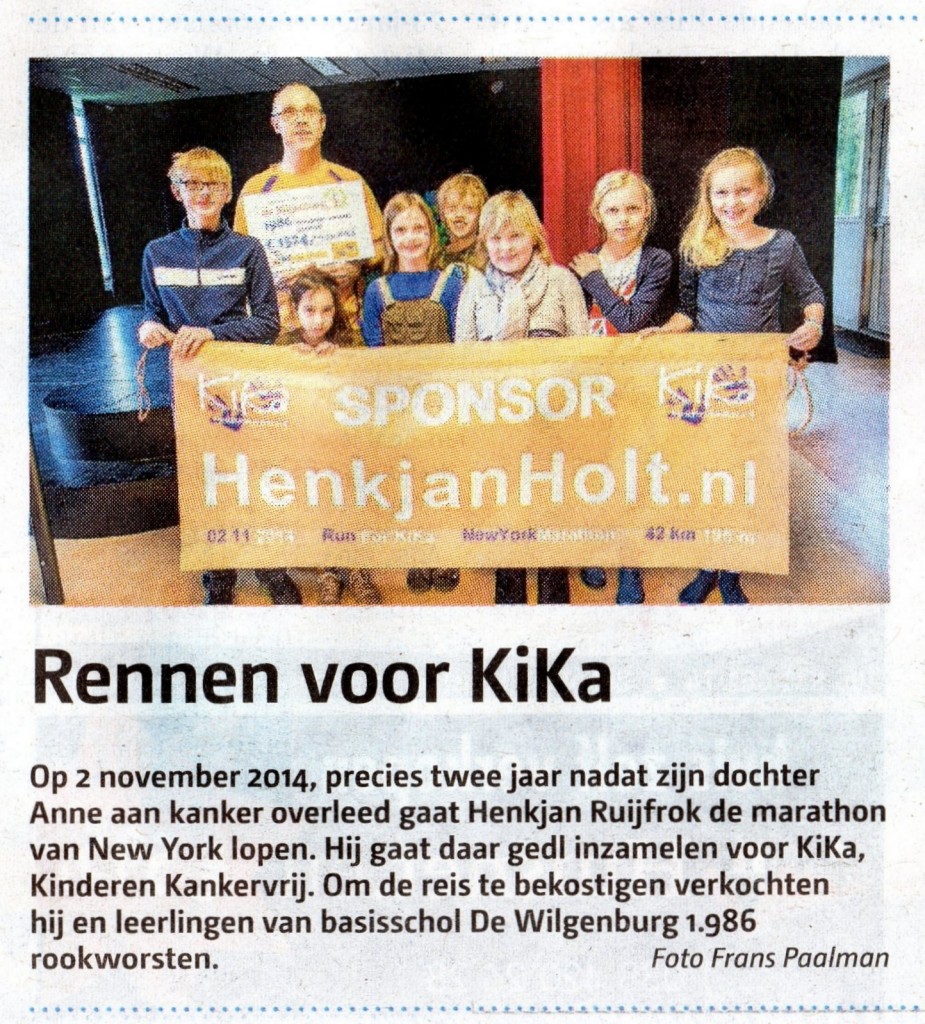 1986
KiKa SPONSOR KiKa
HenkjanHolt.nl
02 11 2014 Run For KiKa NewYorkMarathon 42 km 195 m
Rennen voor KiKa
Op 2 november 2014, precies twee jaar nadat zijn dochter
Anne aan kanker overleed gaat Henkjan Ruijfrok de marathon
van New York lopen. Hij gaat daar gedl inzamelen voor KiKa,
Kinderen Kankervrij. Om de reis te bekostigen verkochten
hij en leerlingen van basisschol De Wilgenburg 1.986
rookworsten.
Foto Frans Paalman